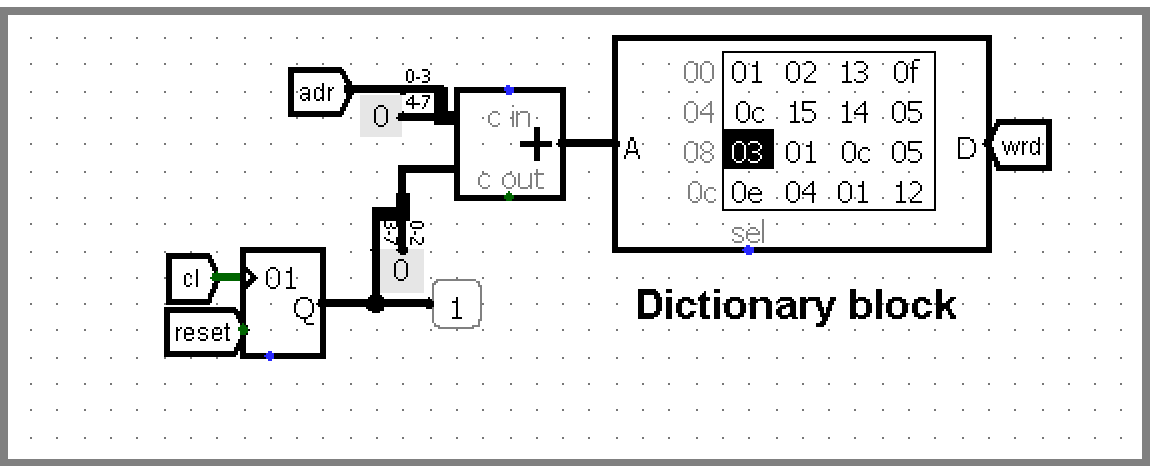 adr
0-3
4-7
0
c in
+
c out
A
00 01 02 13 0f
04 0c 15 14 05
08 03 01 0c 05
0c 0e 04 01 12
sel
D
wrd
3-7
0-2
0
cl
01
Q
reset
1
Dictionary block